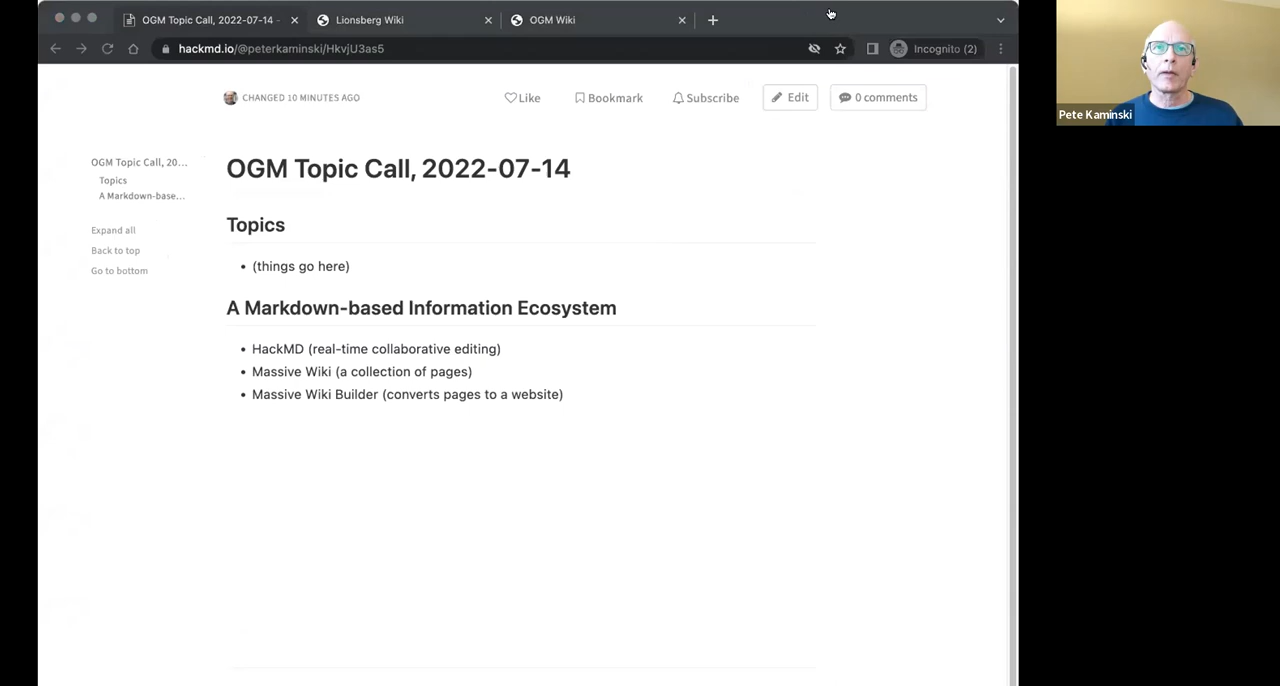 OGM Topic Call, 2022-07-14 -
Lionsberg Wiki
OGM Wiki
hackmd.io/@peterkaminski/HkvjU3as5
Incognito (2)
CHANGED 10 MINUTES AGO
Like
Bookmark
Subscribe
Edit
0 comments
Pete Kaminski
OGM Topic Call, 20...
Topics
A Markdown-base...
Expand all
Back to top
Go to bottom
OGM Topic Call, 2022-07-14
Topics
• (things go here)
A Markdown-based Information Ecosystem
• HackMD (real-time collaborative editing)
• Massive Wiki (a collection of pages)
• Massive Wiki Builder (converts pages to a website)